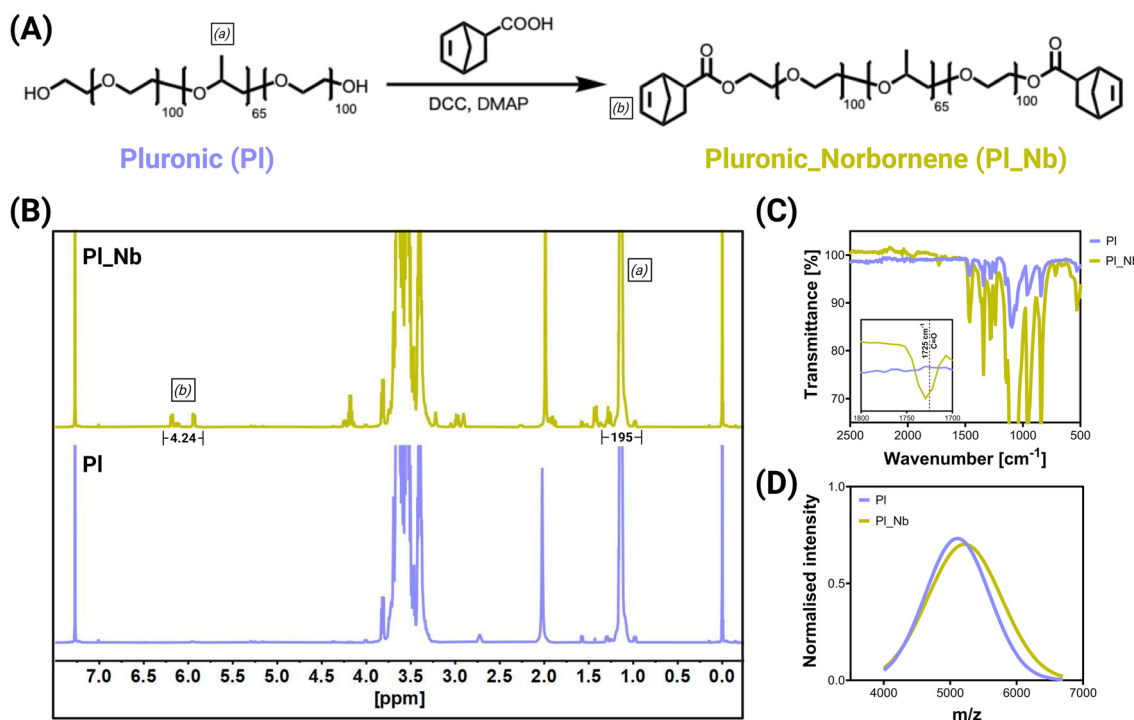 (A)
(a)
COOH
HO
O
100
O
65
O
100
OH
DCC, DMAP
(b)
O
O
O
100
O
65
O
100
O
O
Pluronic (Pl)
Pluronic_Norbornene (Pl_Nb)
(B)
Pl_Nb
(a)
(b)
4.24
195
Pl
7.0 6.5 6.0 5.5 5.0 4.5 4.0 3.5 3.0 2.5 2.0 1.5 1.0 0.5 0.0
[ppm]
(C)
Transmittance [%]
100
90
80
70
Pl
Pl_Nl
1725 cm-1
C=O
1800 1750 1700
2500 2000 1500 1000 500
Wavenumber [cm-1]
(D)
Normalised intensity
1.0
0.5
0.0
Pl
Pl_Nb
4000 5000 6000 7000
m/z